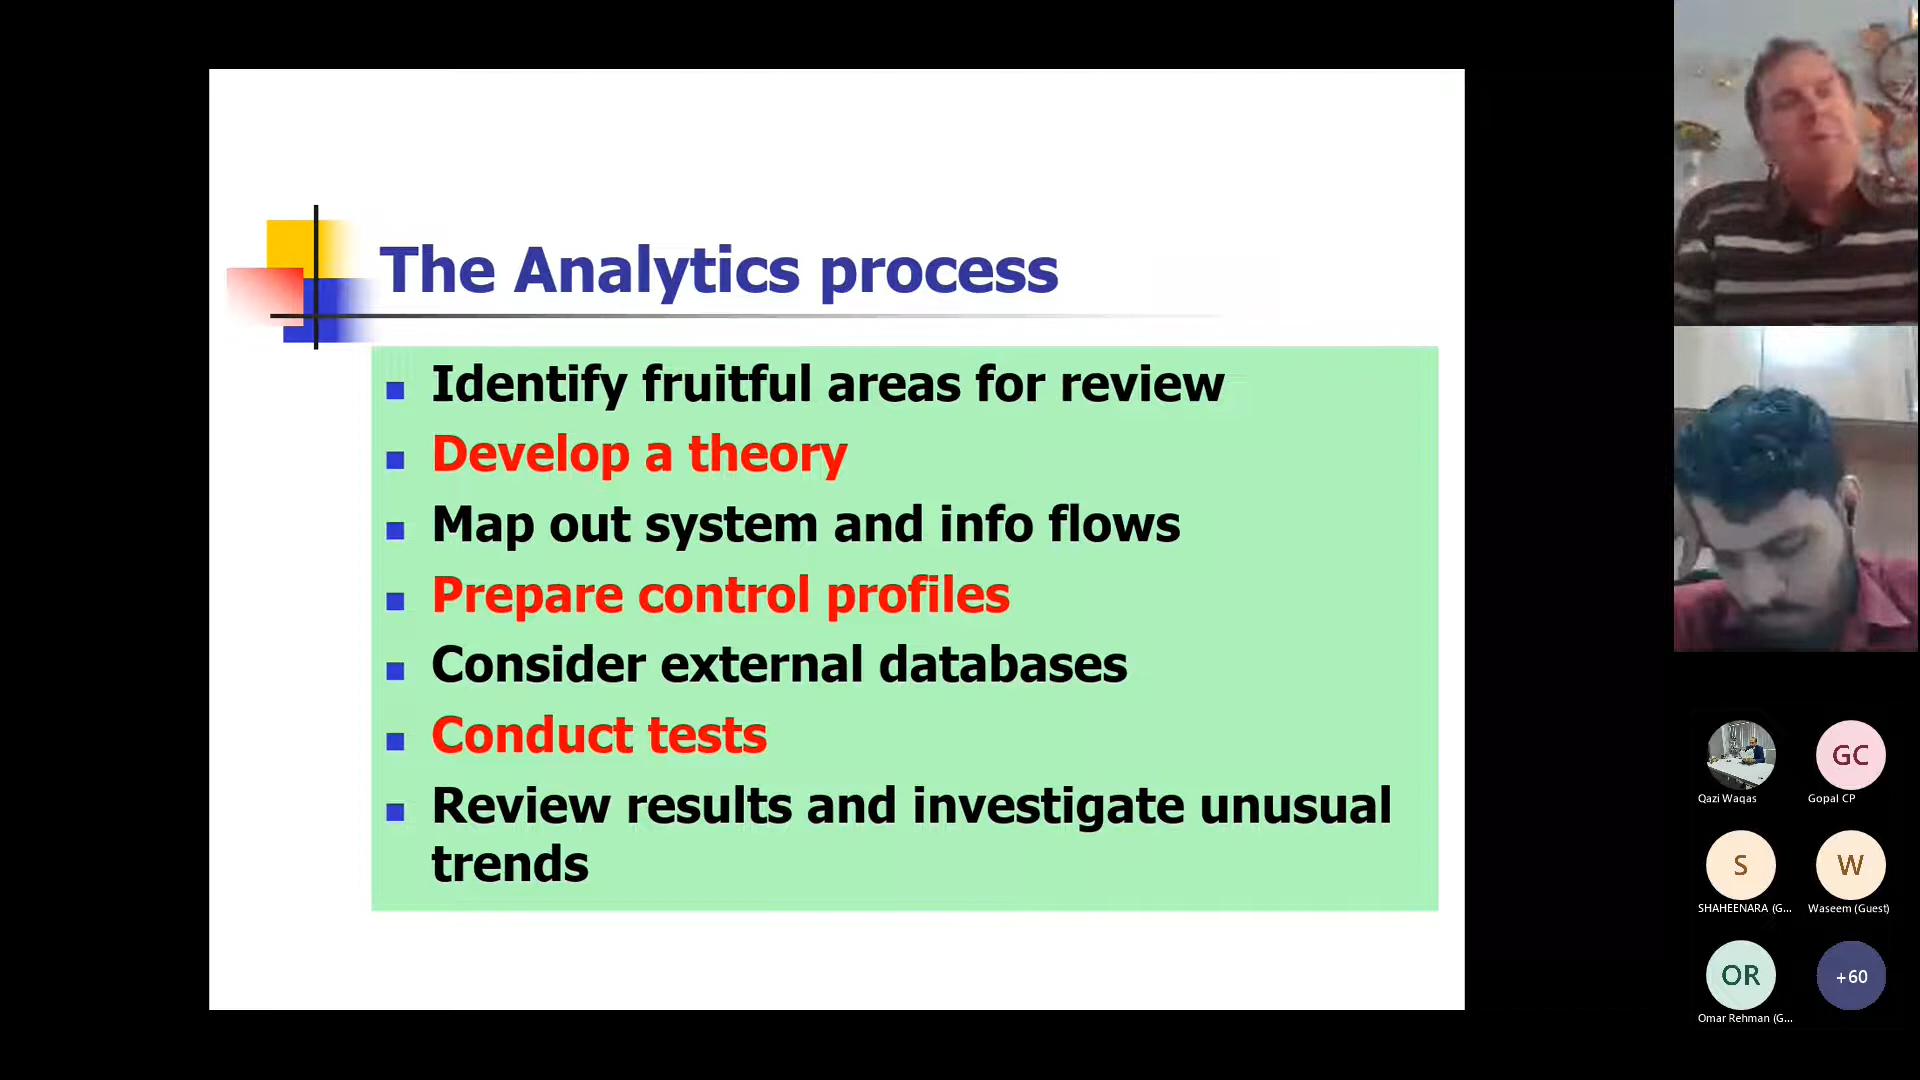 The Analytics process
Identify fruitful areas for review
Develop a theory
Map out system and info flows
Prepare control profiles
Consider external databases
Conduct tests
Review results and investigate unusual
trends
GC
Qazi Waqas
Gopal CP
S
W
SHAHEENARA (G...
Waseem (Guest)
OR
+60
Omar Rehman (G...